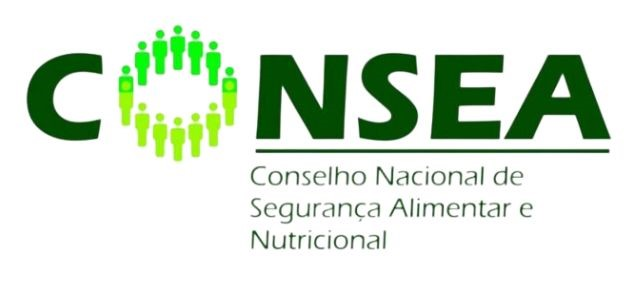 CONSEA
Conselho Nacional de
Segurança Alimentar e
Nutricional